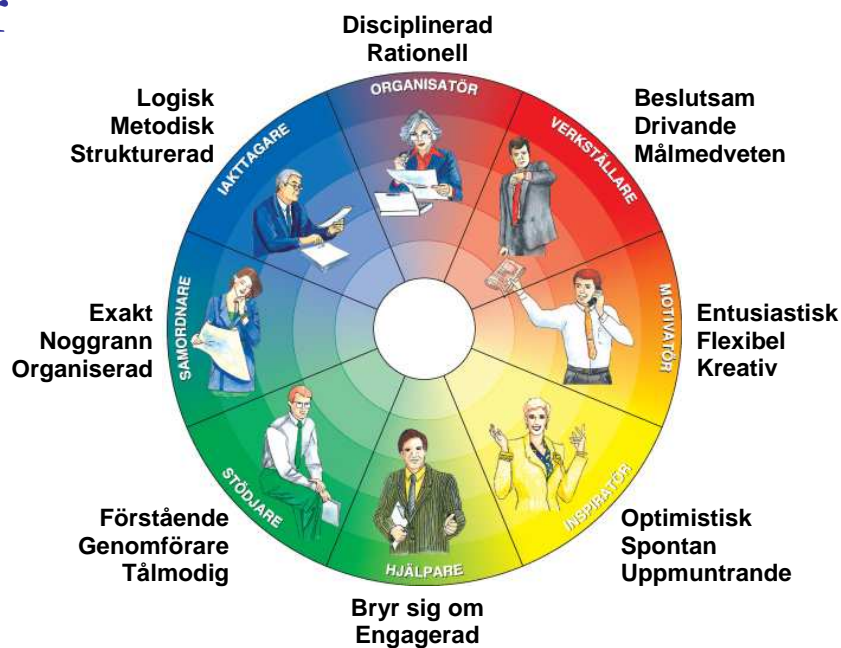 Disciplinerad
Rationell
ORGANISATÖR
Logisk
Metodisk
Strukturerad
IAKTTAGARE
Beslutsam
Drivande
Målmedveten
VERKSTÄLLARE
Exakt
Noggrann
Organiserad
SAMORDNARE
Entusiastisk
Flexibel
Kreativ
MOTIVATÖR
Förstående
Genomförare
Tålmodig
STÖDJARE
Optimistisk
Spontan
Uppmuntrande
INSPIRATÖR
HJÄLPARE
Bryr sig om
Engagerad